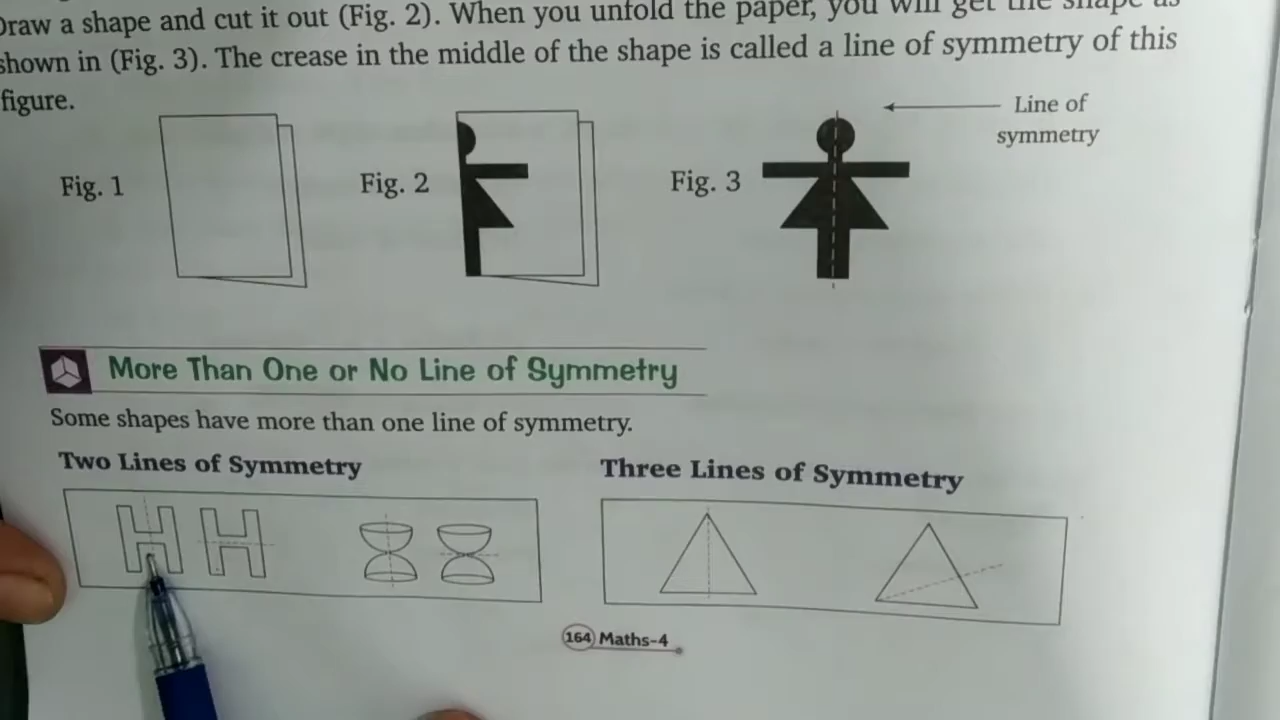 Draw a shape and cut it out (Fig. 2). When you unfold the paper, you will get the shape as
shown in (Fig. 3). The crease in the middle of the shape is called a line of symmetry of this
figure.
Line of
symmetry
Fig. 1
Fig. 2
Fig. 3
More Than One or No Line of Symmetry
Some shapes have more than one line of symmetry.
Two Lines of Symmetry
Three Lines of Symmetry
164 Maths-4